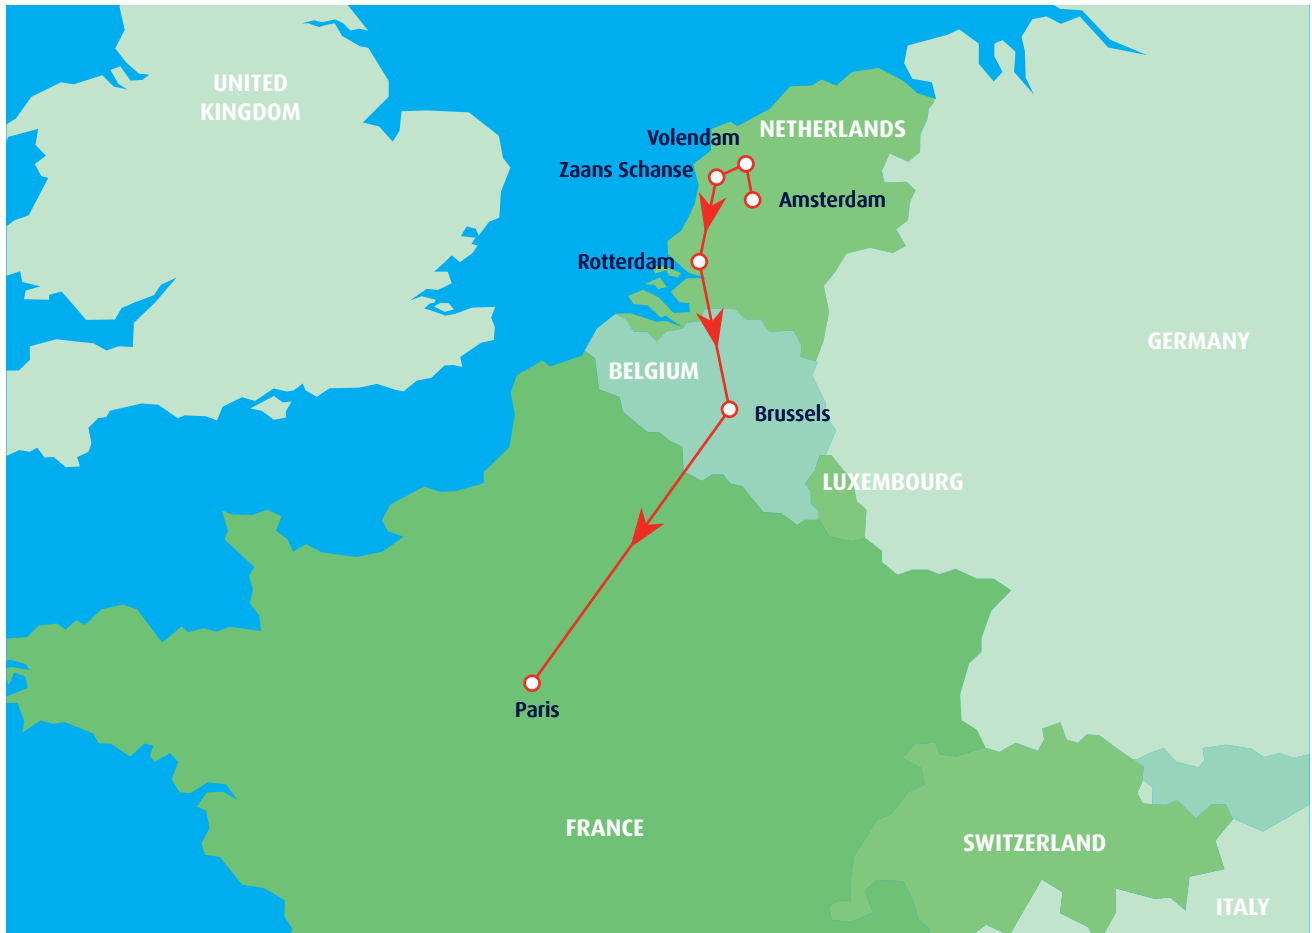 UNITED
KINGDOM
NETHERLANDS
Volendam
Zaans Schanse
Amsterdam
Rotterdam
GERMANY
BELGIUM
Brussels
LUXEMBOURG
Paris
FRANCE
SWITZERLAND
ITALY